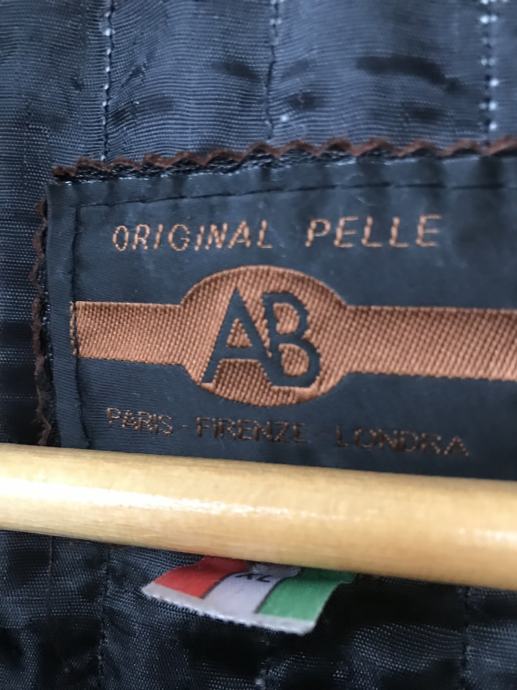 ORIGINAL PELLE
AB
PARIS - FIRENZE - LONDRA
XL